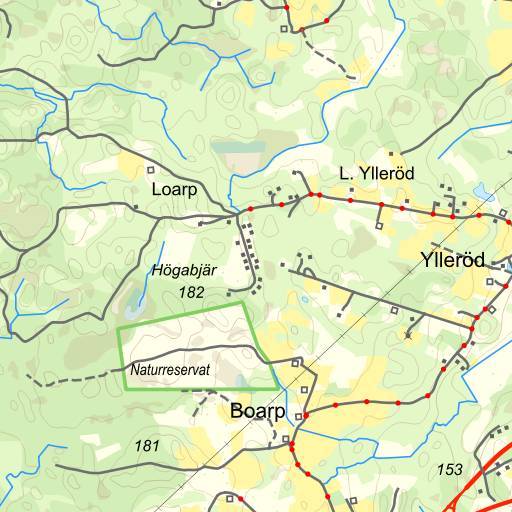 L. Ylleröd
Loarp
Ylleröd
Högabjär
182
Naturreservat
Boarp
181
153